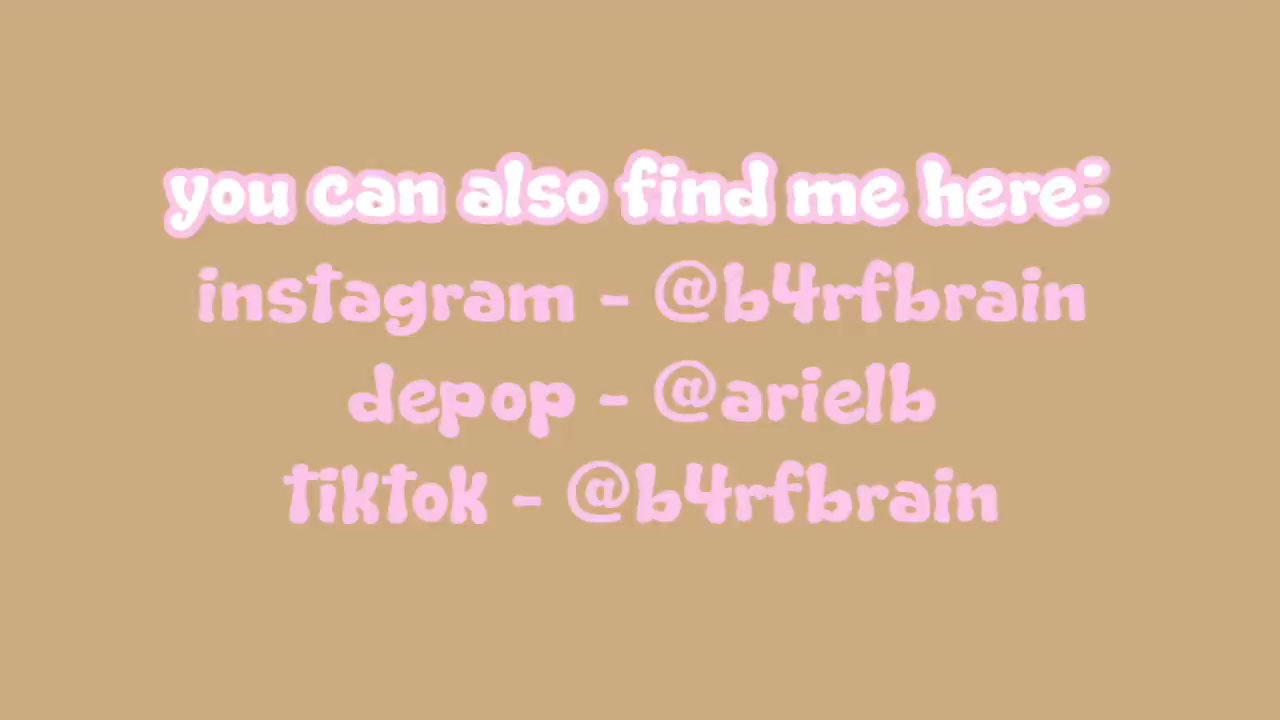 you can also find me here:
instagram - @b4rfbrain
depop - @arielb
tiktok - @b4rfbrain